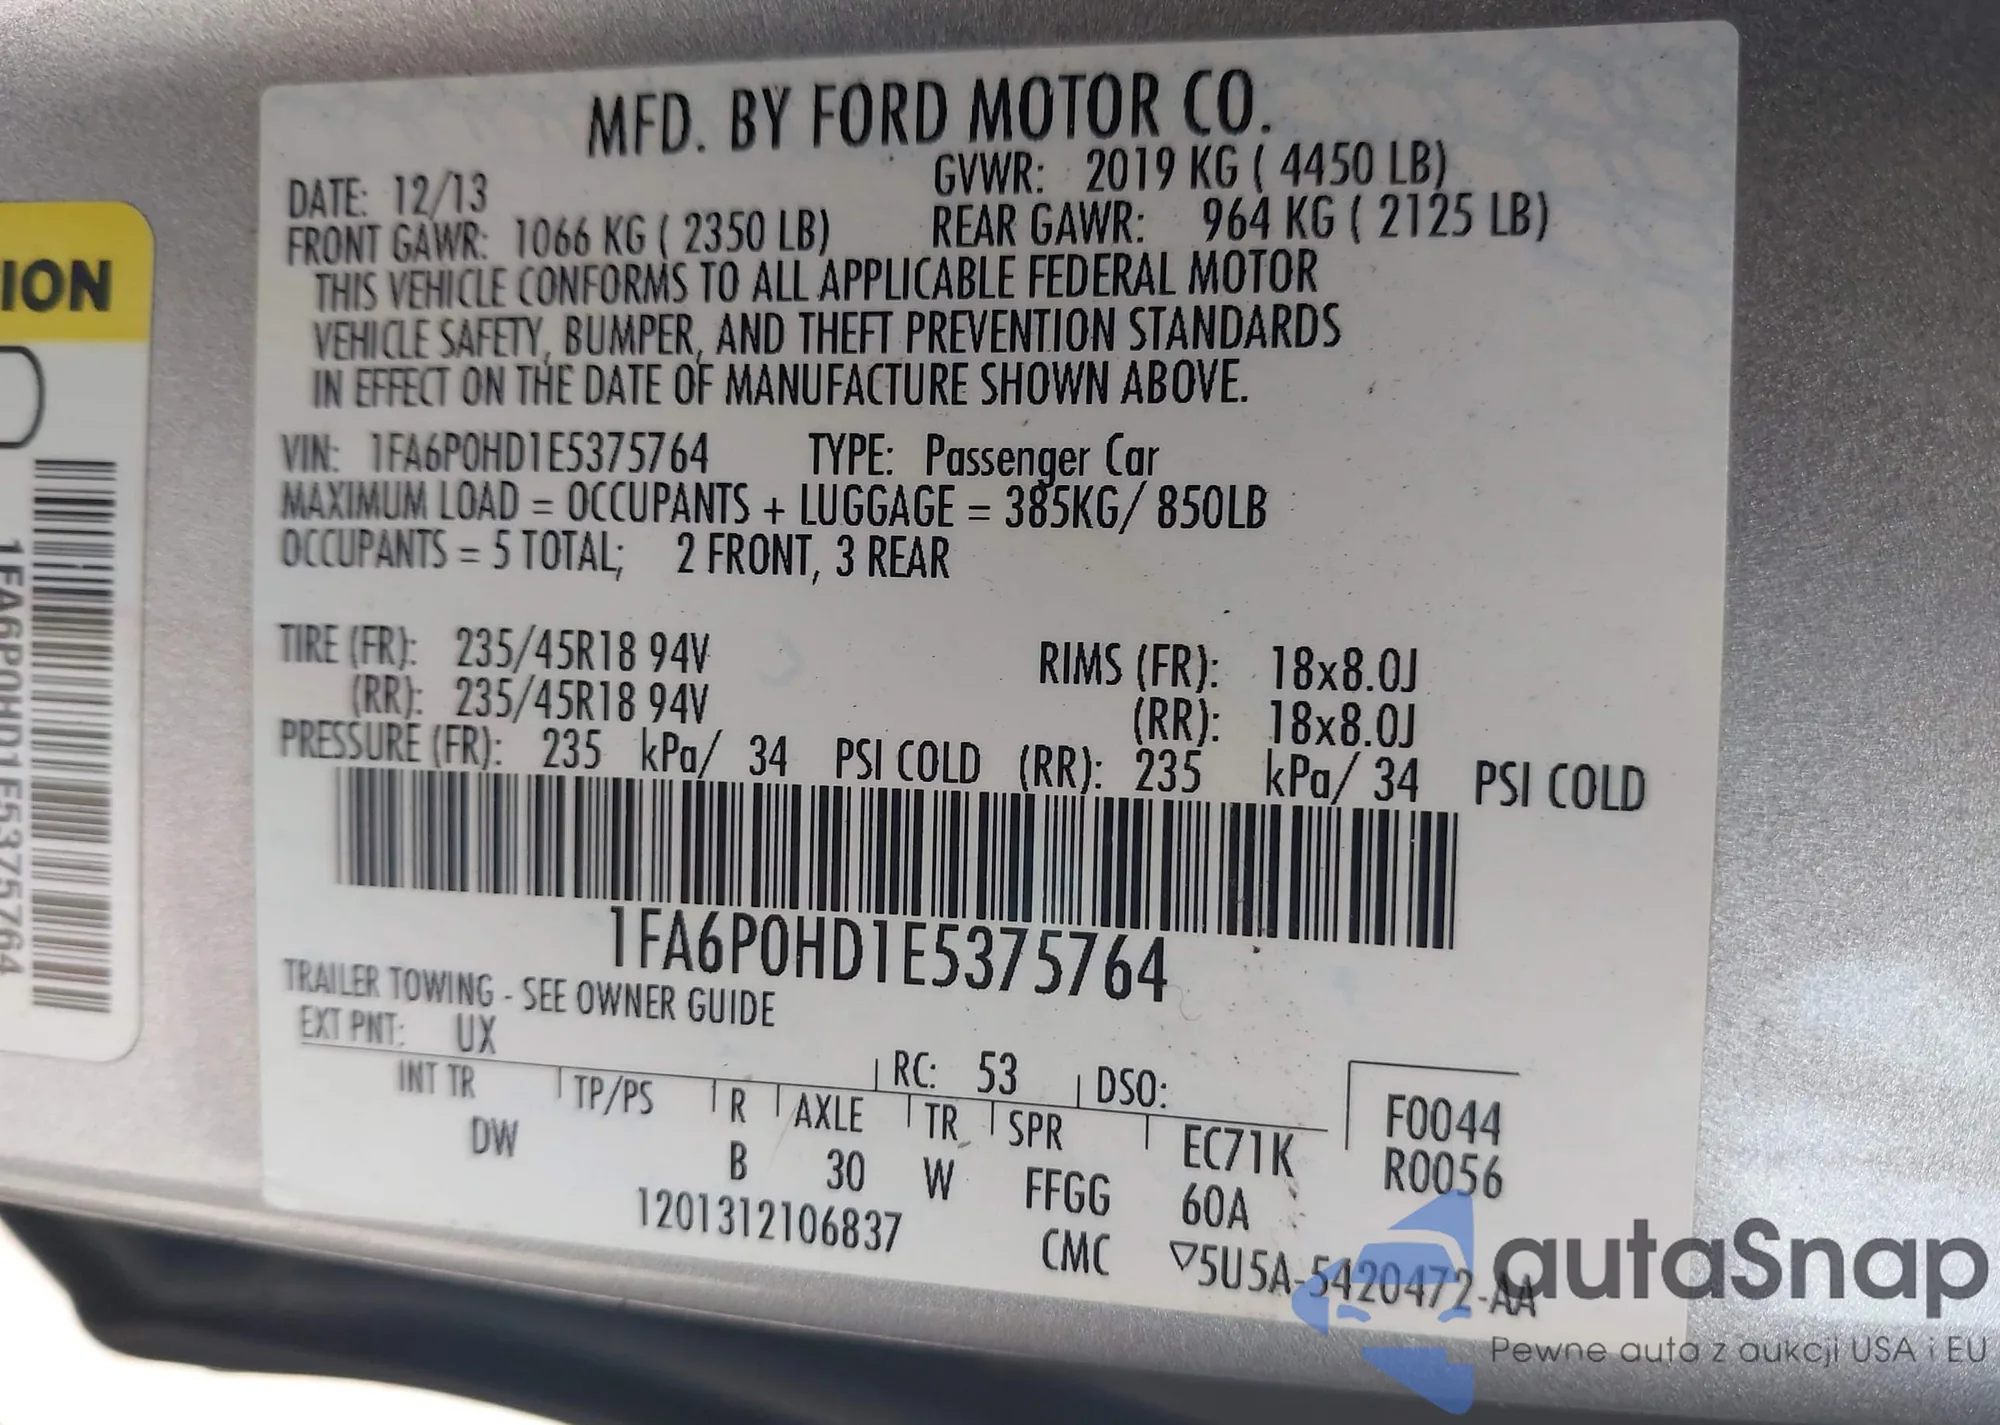 MFD. BY FORD MOTOR CO.
DATE: 12/13 GVWR: 2019 KG ( 4450 LB)
FRONT GAWR: 1066 KG ( 2350 LB) REAR GAWR: 964 KG ( 2125 LB)
THIS VEHICLE CONFORMS TO ALL APPLICABLE FEDERAL MOTOR
VEHICLE SAFETY, BUMPER, AND THEFT PREVENTION STANDARDS
IN EFFECT ON THE DATE OF MANUFACTURE SHOWN ABOVE.
VIN: 1FA6P0HD1E5375764 TYPE: Passenger Car
MAXIMUM LOAD = OCCUPANTS + LUGGAGE = 385KG/ 850LB
OCCUPANTS = 5 TOTAL; 2 FRONT, 3 REAR
TIRE (FR): 235/45R18 94V RIMS (FR): 18x8.0J
(RR): 235/45R18 94V (RR): 18x8.0J
PRESSURE (FR): 235 kPa/ 34 PSI COLD (RR): 235 kPa/ 34 PSI COLD
1FA6P0HD1E5375764
TRAILER TOWING - SEE OWNER GUIDE
EXT PNT: UX RC: 53 DSO:
INT TR TP/PS R AXLE TR SPR EC71K F0044
DW B 30 W FFGG 60A R0056
1201312106837 CMC ▽5U5A-5420472-AA
ION
1FA6P0HD1E5375764
autaSnap
Pewne auta z aukcji USA i EU